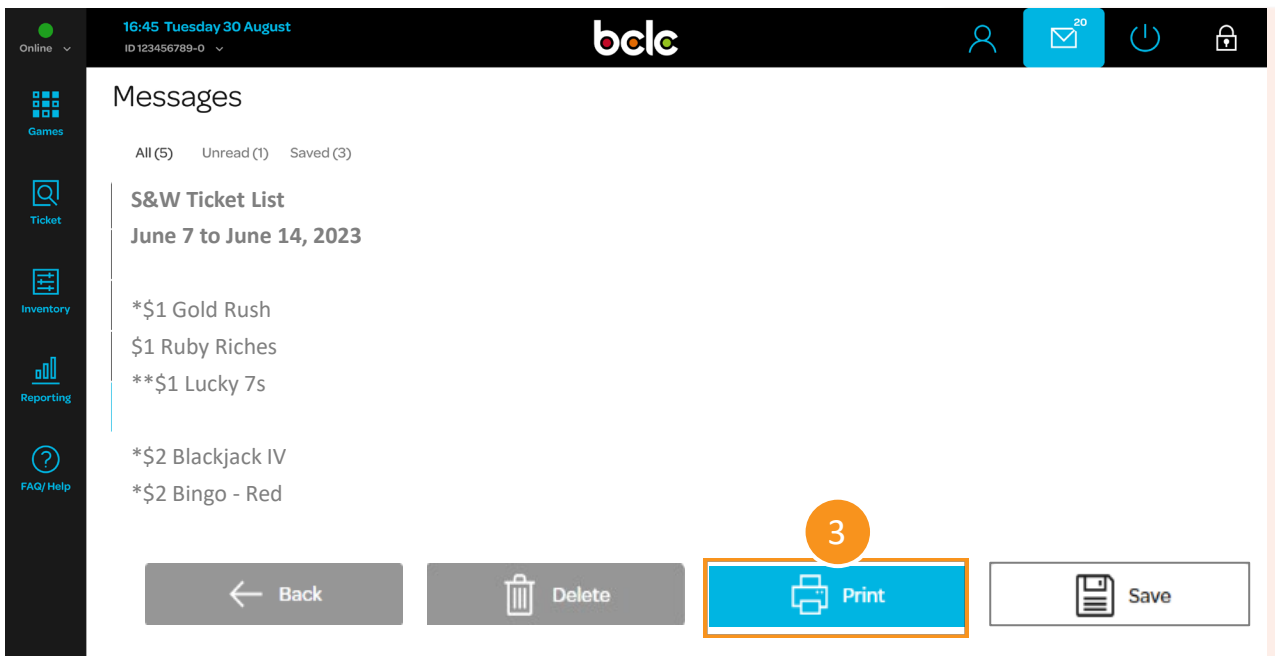 Online
16:45 Tuesday 30 August
ID 123456789-0
bclc
20
Games
Ticket
Inventory
Reporting
FAQ/Help
Messages
All (5) Unread (1) Saved (3)
S&W Ticket List
June 7 to June 14, 2023
*$1 Gold Rush
$1 Ruby Riches
**$1 Lucky 7s
*$2 Blackjack IV
*$2 Bingo - Red
3
Back Delete Print Save